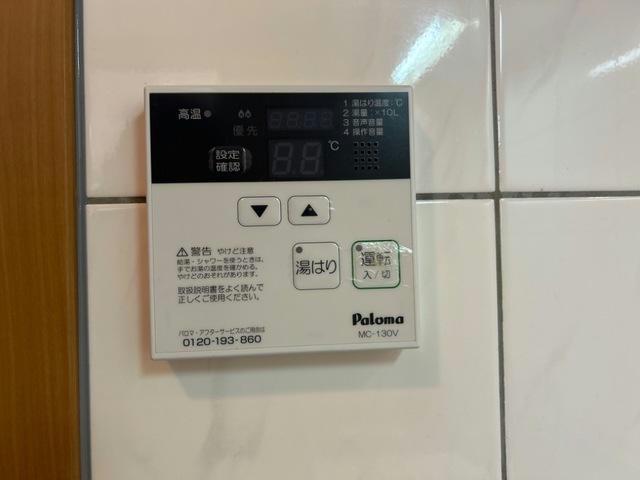 高温
優先
1 湯はり温度:℃
2 湯量:×10L
3 音声音量
4 操作音量
設定
確認
88:88
88
℃
▼
▲
⚠警告 やけど注意
給湯・シャワーを使うときは、
手でお湯の温度を確かめる。
やけどのおそれがあります。
取扱説明書をよく読んで
正しくご使用ください。
湯はり
運転
入/切
パロマ・アフターサービスのご用命は
0120-193-860
Paloma
MC-130V